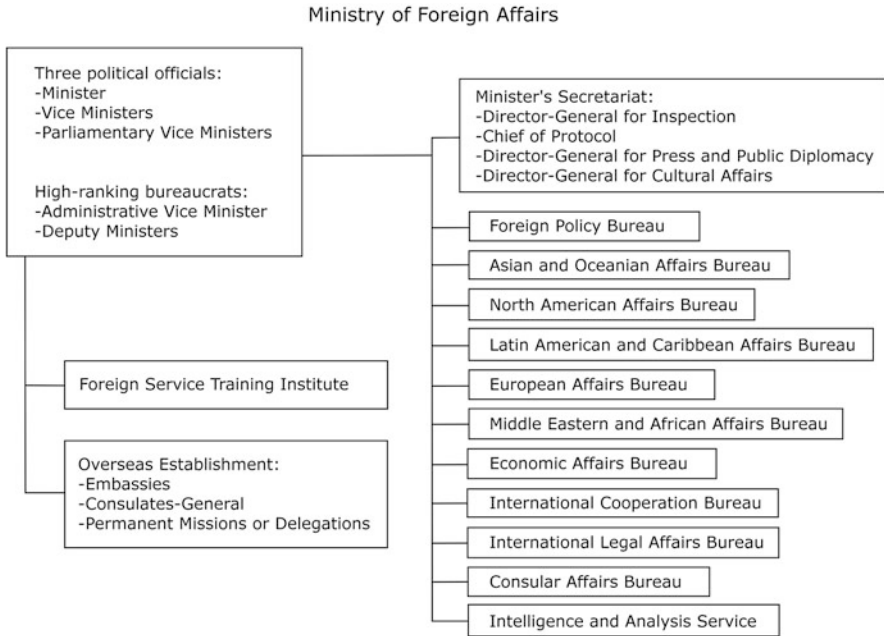 Ministry of Foreign Affairs
Three political officials:
-Minister
-Vice Ministers
-Parliamentary Vice Ministers
High-ranking bureaucrats:
-Administrative Vice Minister
-Deputy Ministers
Foreign Service Training Institute
Overseas Establishment:
-Embassies
-Consulates-General
-Permanent Missions or Delegations
Minister's Secretariat:
-Director-General for Inspection
-Chief of Protocol
-Director-General for Press and Public Diplomacy
-Director-General for Cultural Affairs
Foreign Policy Bureau
Asian and Oceanian Affairs Bureau
North American Affairs Bureau
Latin American and Caribbean Affairs Bureau
European Affairs Bureau
Middle Eastern and African Affairs Bureau
Economic Affairs Bureau
International Cooperation Bureau
International Legal Affairs Bureau
Consular Affairs Bureau
Intelligence and Analysis Service